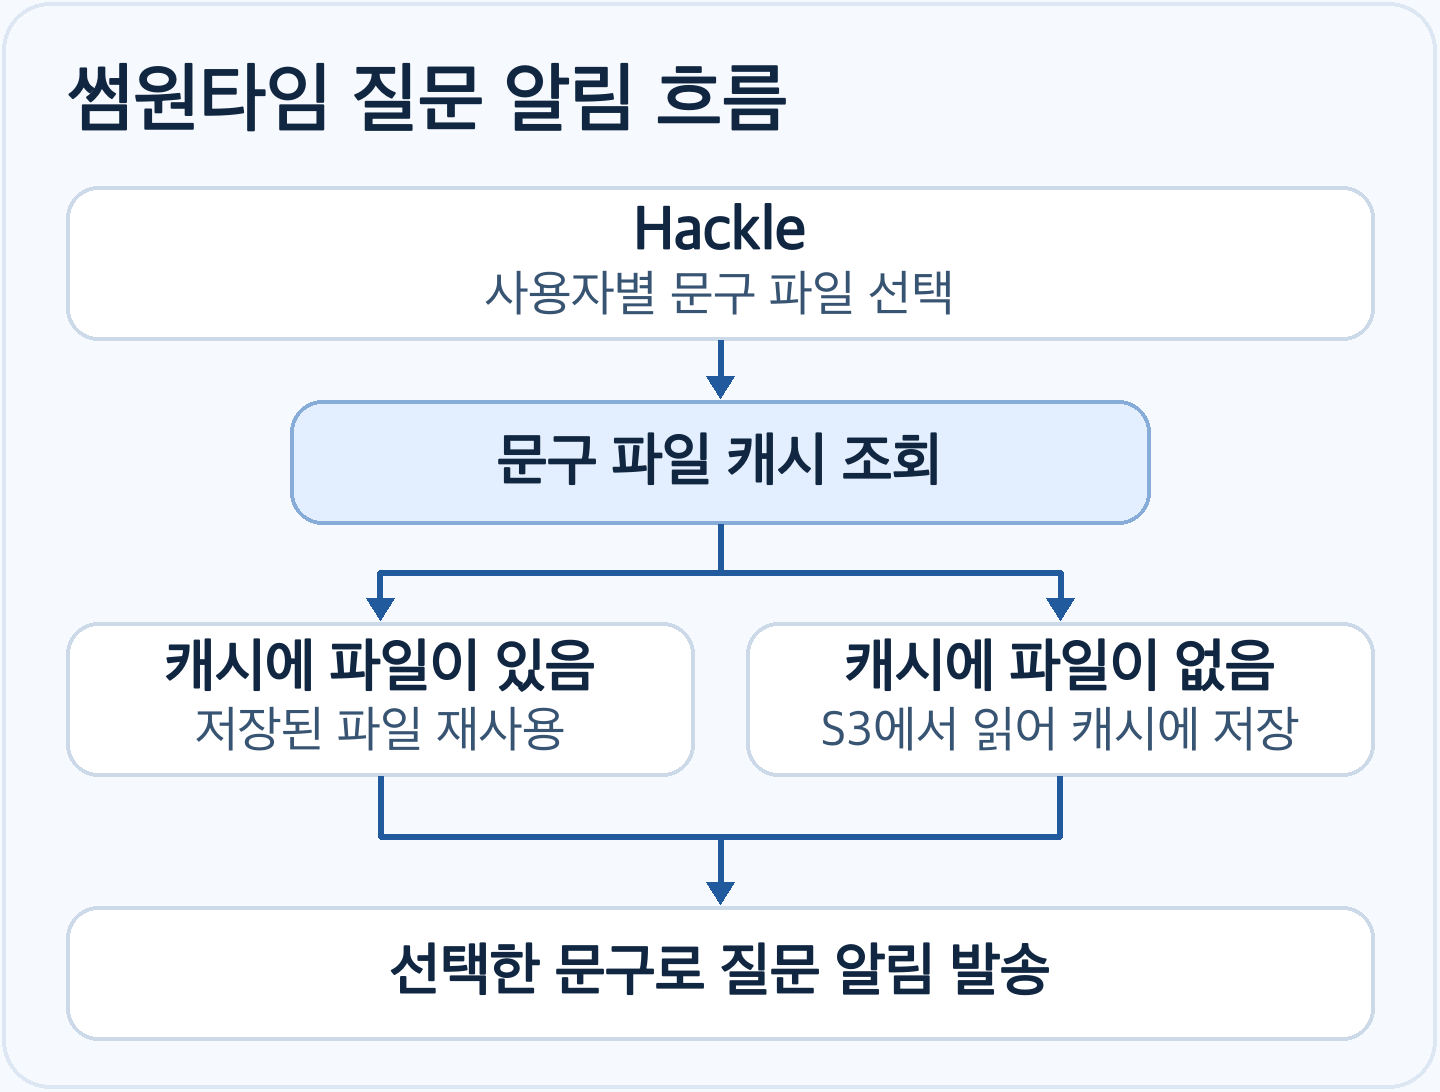 썸원타임 질문 알림 흐름
Hackle
사용자별 문구 파일 선택
문구 파일 캐시 조회
캐시에 파일이 있음
저장된 파일 재사용
캐시에 파일이 없음
S3에서 읽어 캐시에 저장
선택한 문구로 질문 알림 발송